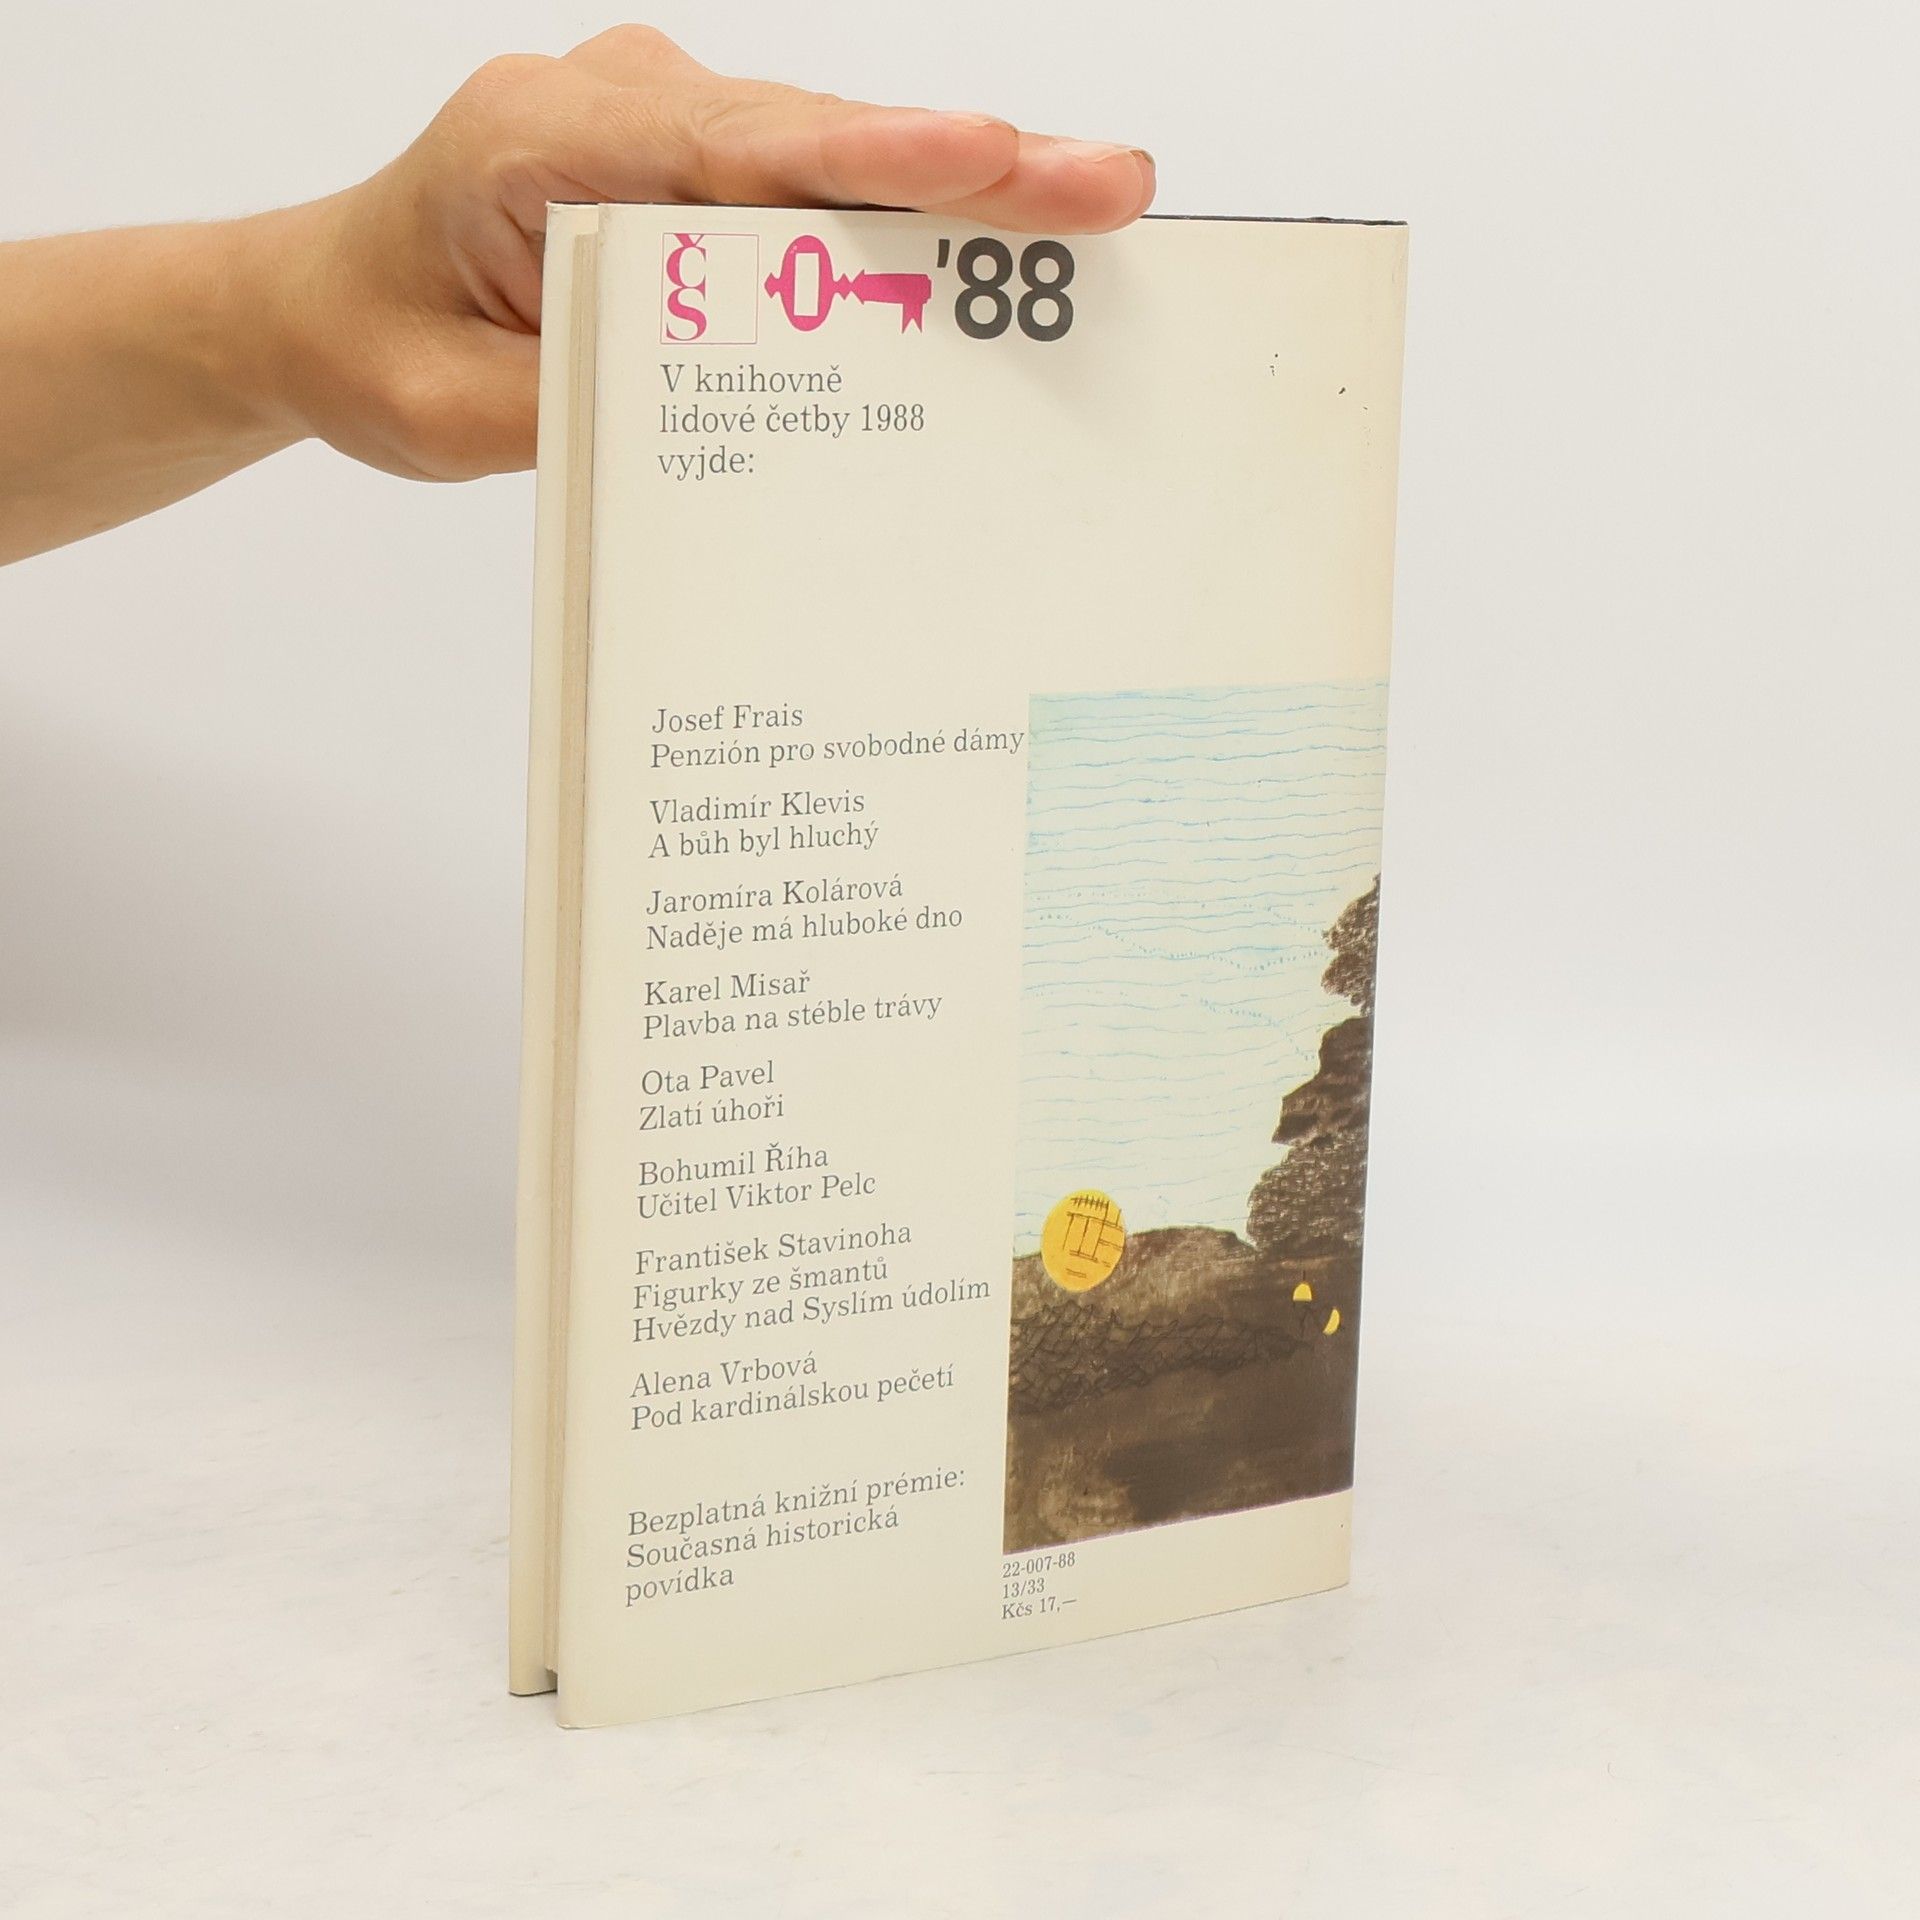 ČS '88
V knihovně
lidové četby 1988
vyjde:
Josef Frais
Penzión pro svobodné dámy
Vladimír Klevis
A bůh byl hluchý
Jaromíra Kolárová
Naděje má hluboké dno
Karel Misař
Plavba na stéble trávy
Ota Pavel
Zlatí úhoři
Bohumil Říha
Učitel Viktor Pelc
František Stavinoha
Figurky ze šmantů
Hvězdy nad Syslím údolím
Alena Vrbová
Pod kardinálskou pečetí
Bezplatná knižní prémie:
Současná historická
povídka
22-007-88
13/33
Kčs 17,—